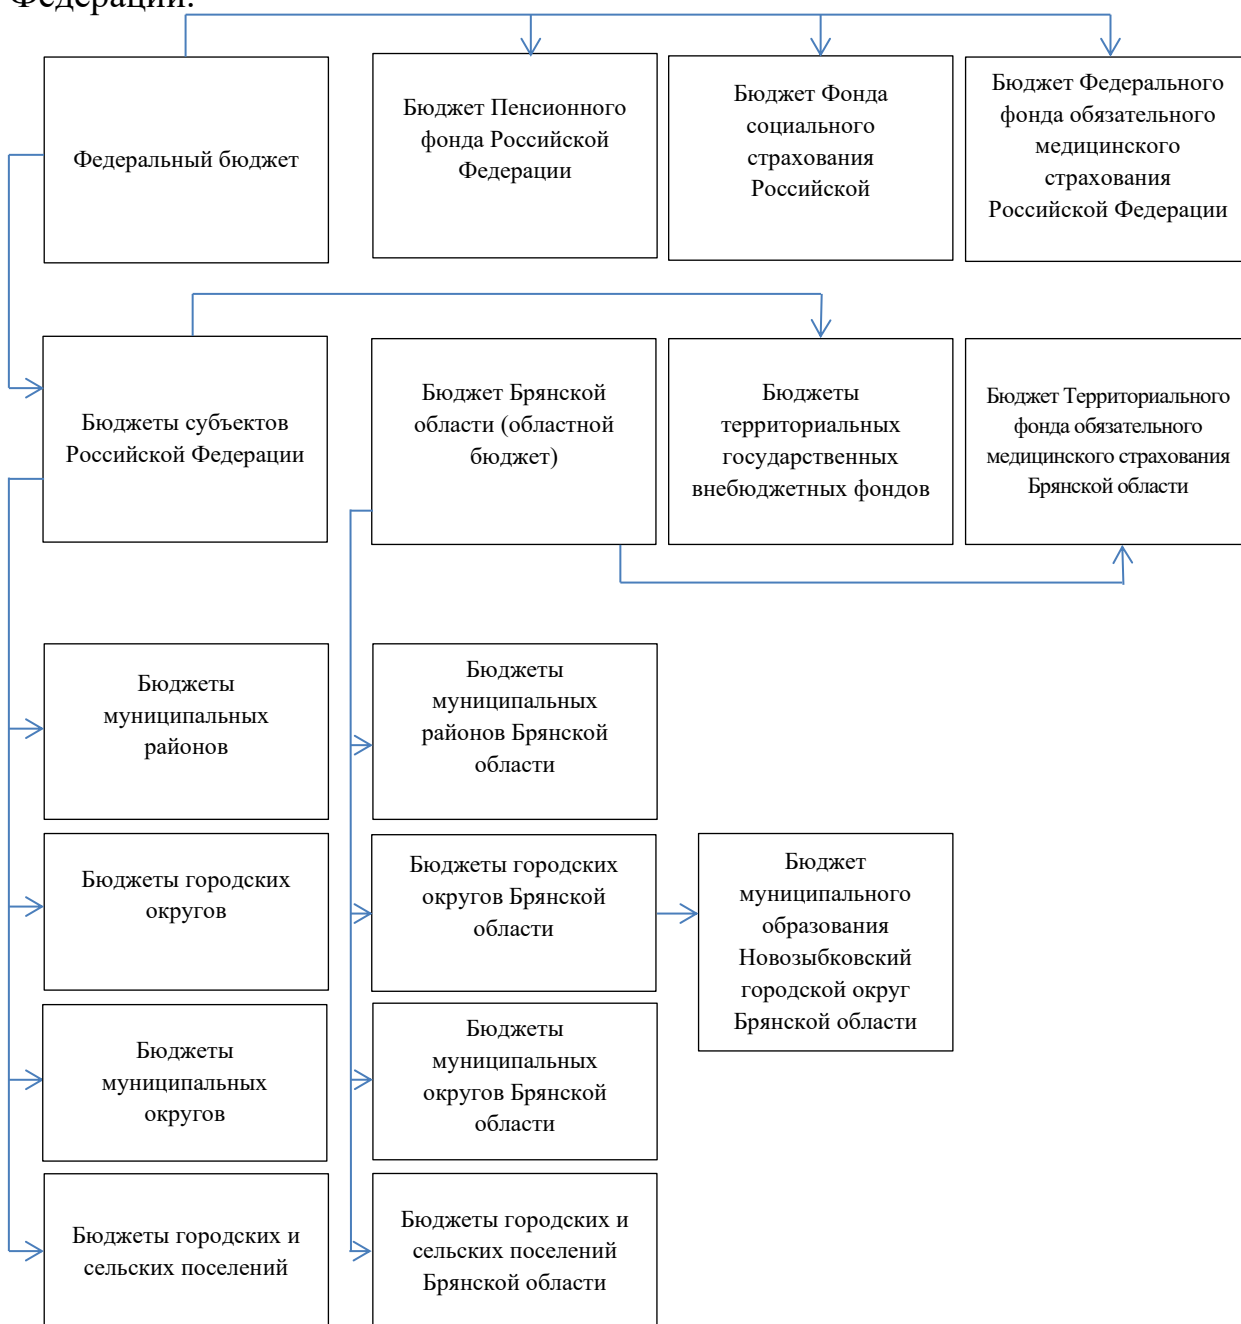 Федерации.
Федеральный бюджет
Бюджет Пенсионного
фонда Российской
Федерации
Бюджет Фонда
социального
страхования
Российской
Бюджет Федерального
фонда обязательного
медицинского
страхования
Российской Федерации
Бюджеты субъектов
Российской Федерации
Бюджет Брянской
области (областной
бюджет)
Бюджеты
территориальных
государственных
внебюджетных фондов
Бюджет Территориального
фонда обязательного
медицинского страхования
Брянской области
Бюджеты
муниципальных
районов
Бюджеты
муниципальных
районов Брянской
области
Бюджеты городских
округов
Бюджеты городских
округов Брянской
области
Бюджет
муниципального
образования
Новозыбковский
городской округ
Брянской области
Бюджеты
муниципальных
округов
Бюджеты
муниципальных
округов Брянской
области
Бюджеты городских и
сельских поселений
Бюджеты городских и
сельских поселений
Брянской области